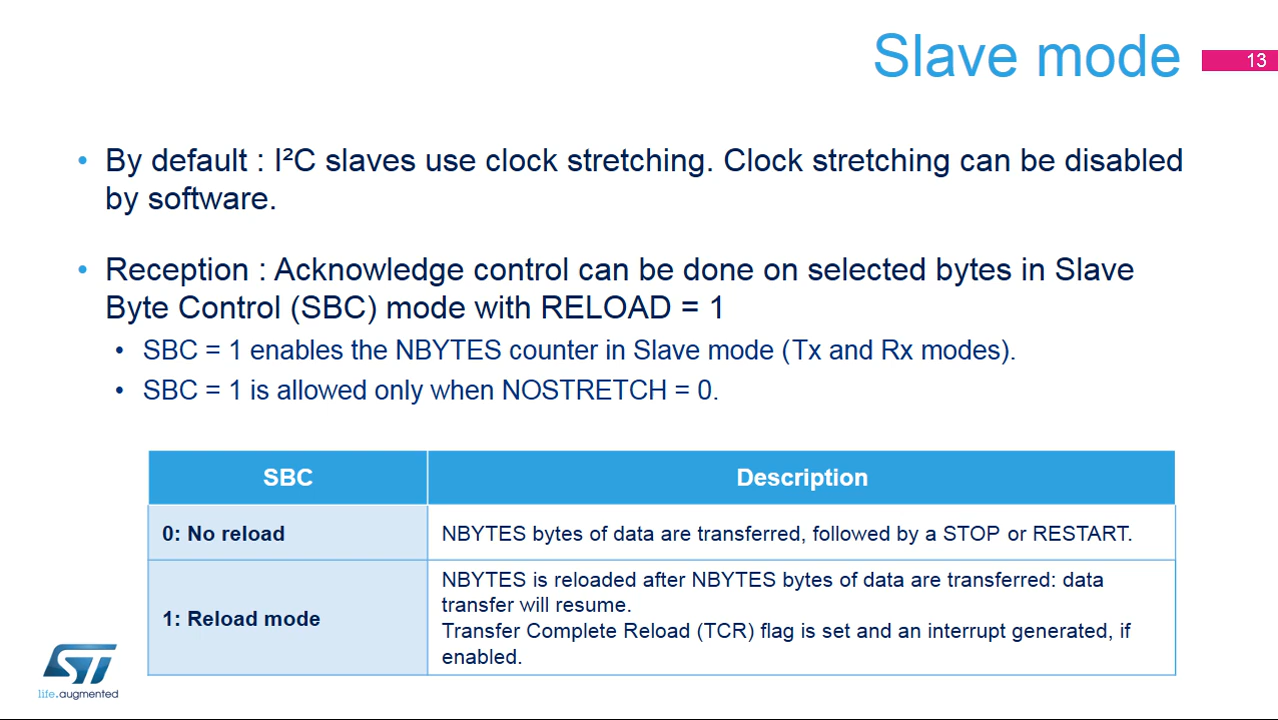 Slave mode
13
• By default : I²C slaves use clock stretching. Clock stretching can be disabled
by software.
• Reception : Acknowledge control can be done on selected bytes in Slave
Byte Control (SBC) mode with RELOAD = 1
• SBC = 1 enables the NBYTES counter in Slave mode (Tx and Rx modes).
• SBC = 1 is allowed only when NOSTRETCH = 0.
SBC Description
0: No reload NBYTES bytes of data are transferred, followed by a STOP or RESTART.
1: Reload mode NBYTES is reloaded after NBYTES bytes of data are transferred: data
transfer will resume.
Transfer Complete Reload (TCR) flag is set and an interrupt generated, if
enabled.
ST
life.augmented